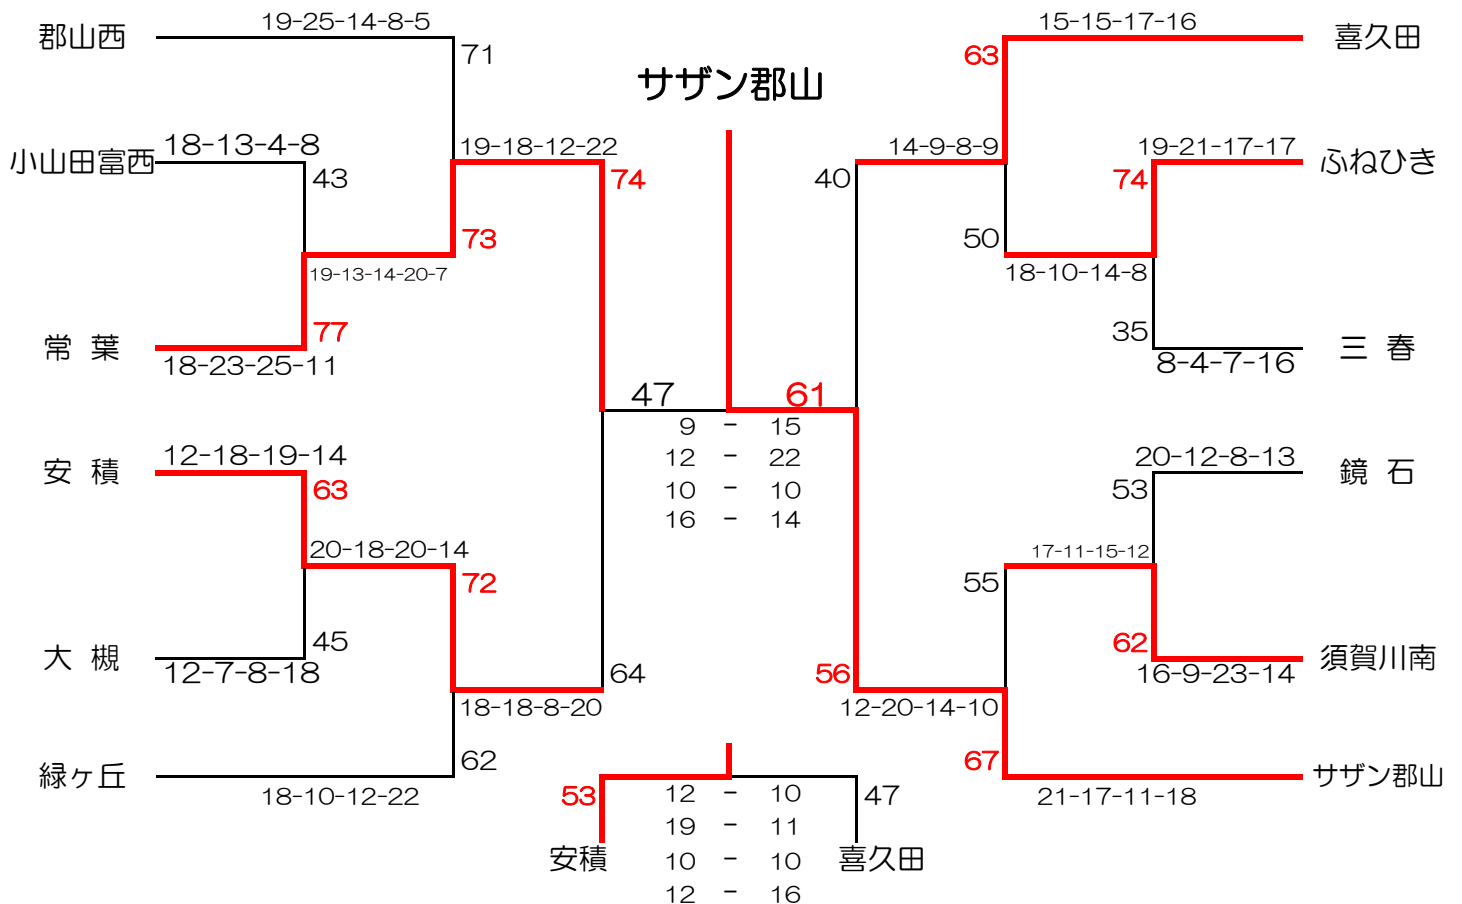 19-25-14-8-5
15-15-17-16
郡山西
71
63
喜久田
サザン郡山
18-13-4-8
19-18-12-22
14-9-8-9
19-21-17-17
小山田富西
43
74
40
74
ふねひき
73
50
19-13-14-20-7
18-10-14-8
77
35
常 葉
三 春
18-23-25-11
8-4-7-16
47
61
9 - 15
12 - 22
10 - 10
16 - 14
12-18-19-14
20-12-8-13
安 積
63
53
鏡 石
20-18-20-14
17-11-15-12
72
55
45
62
大 槻
須賀川南
12-7-8-18
64
56
16-9-23-14
18-18-8-20
12-20-14-10
62
67
緑ヶ丘
サザン郡山
18-10-12-22
21-17-11-18
53
12 - 10
47
19 - 11
安積
10 - 10
喜久田
12 - 16